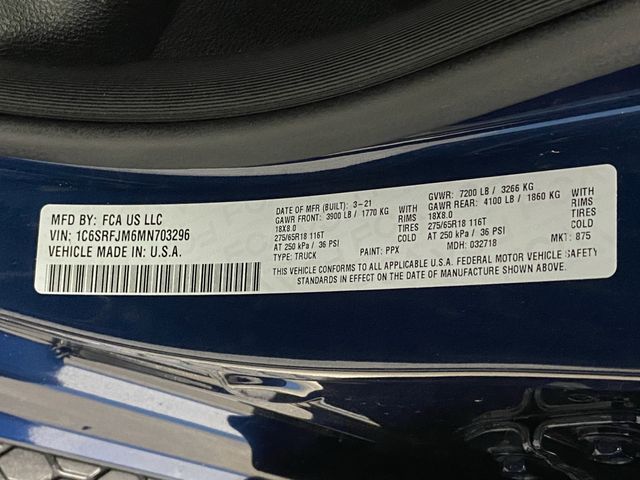 MFD BY: FCA US LLC
VIN: 1C6SRFJM6MN703296
VEHICLE MADE IN: U.S.A.
DATE OF MFR (BUILT): 3-21
GAWR FRONT: 3900 LB / 1770 KG WITH
18X8.0 RIMS
275/65R18 116T TIRES
AT 250 kPa / 36 PSI
TYPE: TRUCK PAINT: PPX
GVWR: 7200 LB / 3266 KG
GAWR REAR: 4100 LB / 1860 KG WITH
18X8.0 RIMS
275/65R18 116T TIRES
AT 250 kPa / 36 PSI
MDH: 032718 MKT: 875
THIS VEHICLE CONFORMS TO ALL APPLICABLE U.S.A. FEDERAL MOTOR VEHICLE SAFETY
STANDARDS IN EFFECT ON THE DATE OF MANUFACTURE SHOWN ABOVE.